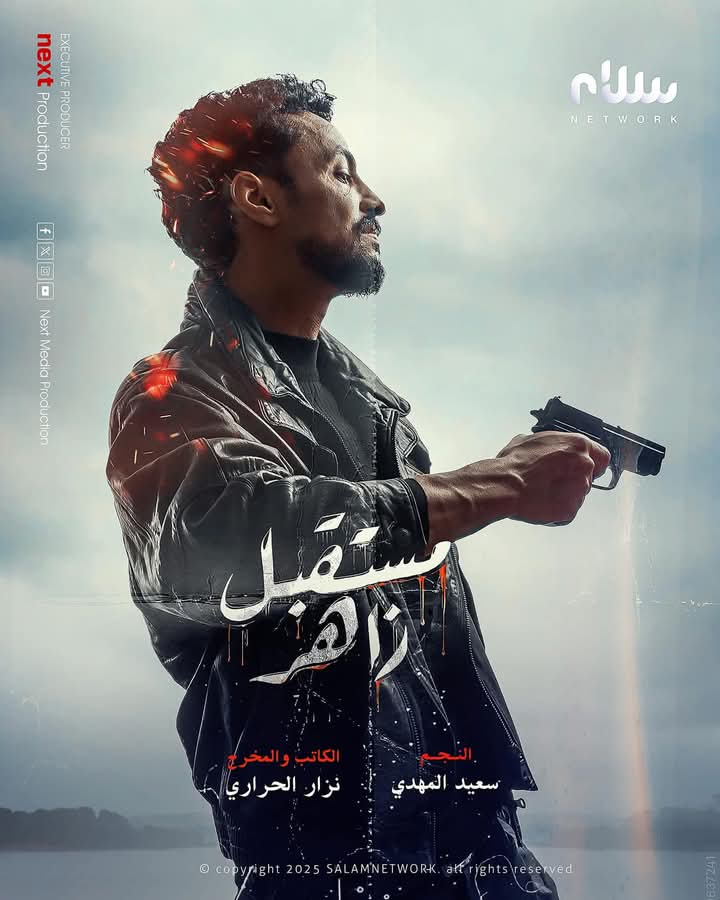 EXECUTIVE PRODUCER
next Production
Next Media Production
سلام
NETWORK
مستقبل
زاهر
النجم
سعيد المهدي
الكاتب والمخرج
نزار الحراري
© copyright 2025 SALAMNETWORK. all rights reserved
837241